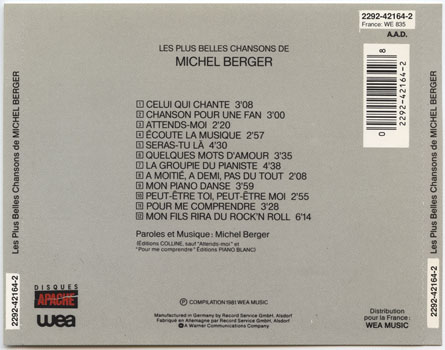 2292-42164-2
France: WE 835
A.A.D.
LES PLUS BELLES CHANSONS DE
MICHEL BERGER
1 CELUI QUI CHANTE 3'08
2 CHANSON POUR UNE FAN 3'00
3 ATTENDS-MOI 2'20
4 ÉCOUTE LA MUSIQUE 2'57
5 SERAS-TU LÀ 4'30
6 QUELQUES MOTS D'AMOUR 3'35
7 LA GROUPIE DU PIANISTE 4'38
8 A MOITIÉ, A DEMI, PAS DU TOUT 2'08
9 MON PIANO DANSE 3'59
10 PEUT-ÊTRE TOI, PEUT-ÊTRE MOI 2'55
11 POUR ME COMPRENDRE 3'28
12 MON FILS RIRA DU ROCK'N ROLL 6'14
Paroles et Musique: Michel Berger
(Éditions COLLINE, sauf "Attends-moi" et
"Pour me comprendre" Éditions PIANO BLANC)
℗ COMPILATION 1981 WEA MUSIC
Manufactured in Germany by Record Service GmbH, Alsdorf
Fabriqué en Allemagne par Record Service GmbH, Alsdorf
A Warner Communications Company
Distribution
pour la France:
WEA MUSIC
DISQUES
APACHE
wea
8 0 2292-42164-2
Les Plus Belles Chansons de MICHEL BERGER
2292-42164-2
Les Plus Belles Chansons de MICHEL BERGER
2292-42164-2